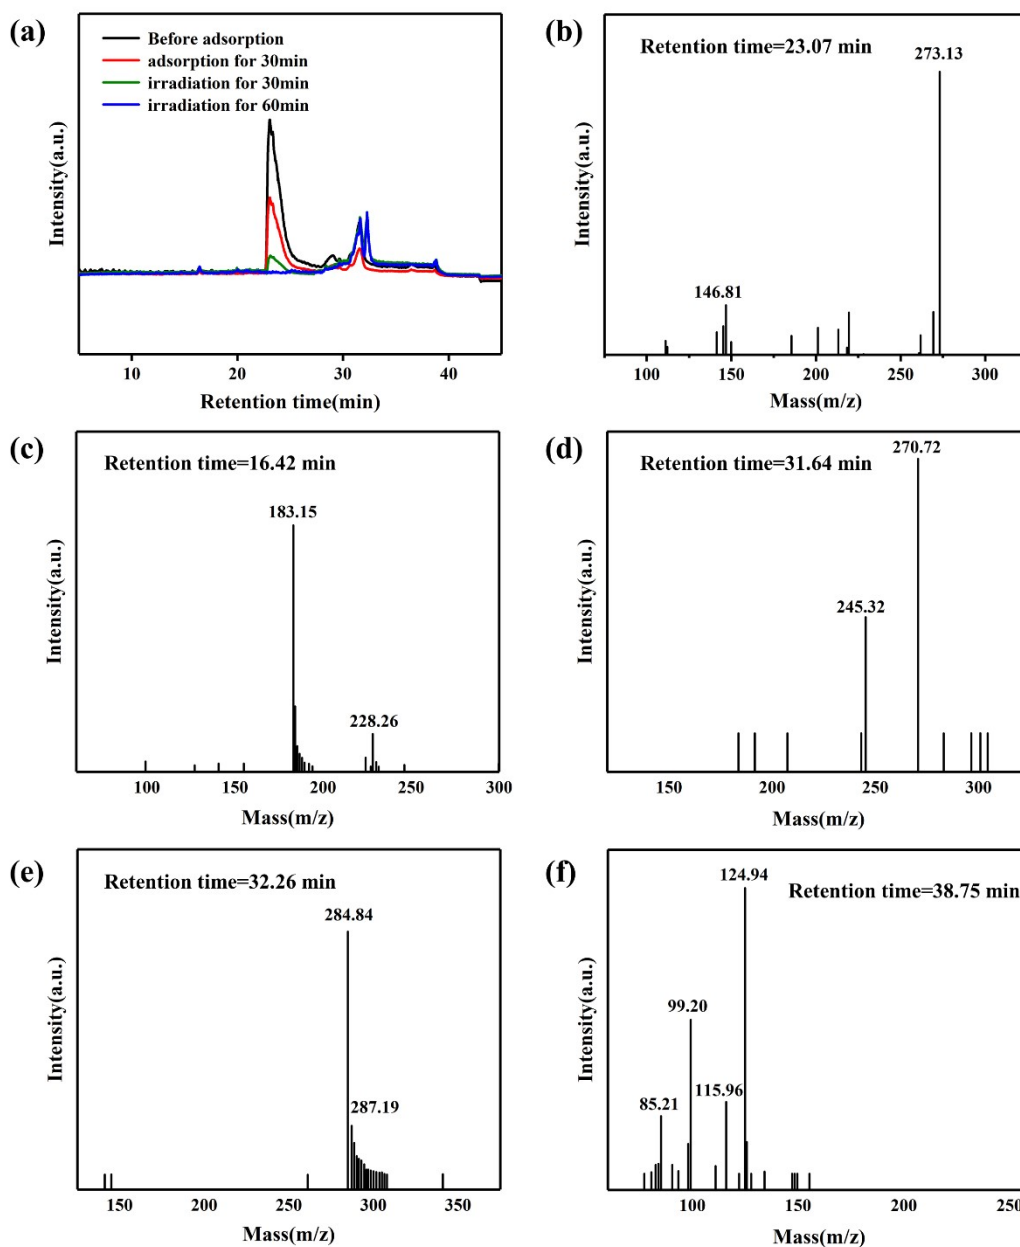 (a)
Before adsorption
adsorption for 30min
irradiation for 30min
irradiation for 60min
Intensity(a.u.)
10 20 30 40
Retention time(min)
(b)
Retention time=23.07 min
273.13
146.81
Intensity(a.u.)
100 150 200 250 300
Mass(m/z)
(c)
Retention time=16.42 min
183.15
228.26
Intensity(a.u.)
100 150 200 250 300
Mass(m/z)
(d)
Retention time=31.64 min
270.72
245.32
Intensity(a.u.)
150 200 250 300
Mass(m/z)
(e)
Retention time=32.26 min
284.84
287.19
Intensity(a.u.)
150 200 250 300 350
Mass(m/z)
(f)
124.94
Retention time=38.75 min
99.20
115.96
85.21
Intensity(a.u.)
100 150 200 250
Mass(m/z)